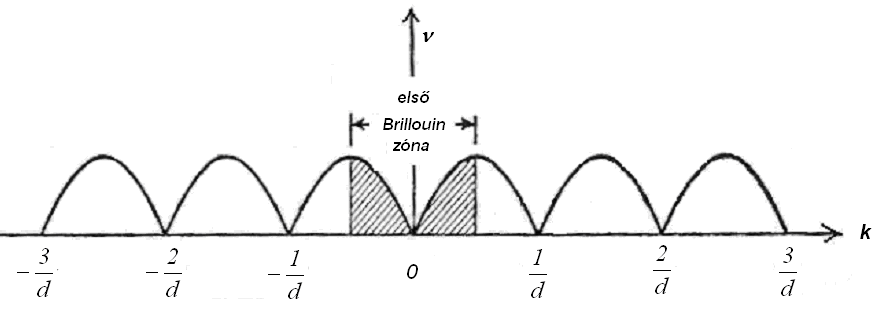 ν
első
Brillouin
zóna
k
-3/d -2/d -1/d 0 1/d 2/d 3/d